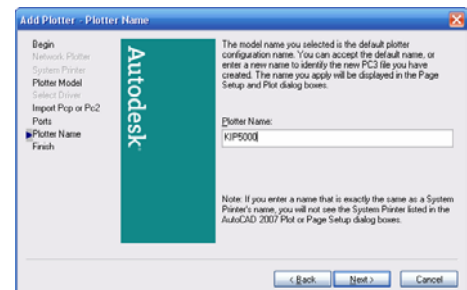 Add Plotter - Plotter Name
Begin
Network Plotter
System Printer
Plotter Model
Select Driver
Import Pcp or Pc2
Ports
Plotter Name
Finish
Autodesk
The model name you selected is the default plotter
configuration name. You can accept the default name, or
enter a new name to identify the new PC3 file you have
created. The name you apply will be displayed in the Page
Setup and Plot dialog boxes.
Plotter Name:
KIP5000
Note: If you enter a name that is exactly the same as a System
Printer's name, you will not see the System Printer listed in the
AutoCAD 2007 Plot or Page Setup dialog boxes.
< Back
Next >
Cancel